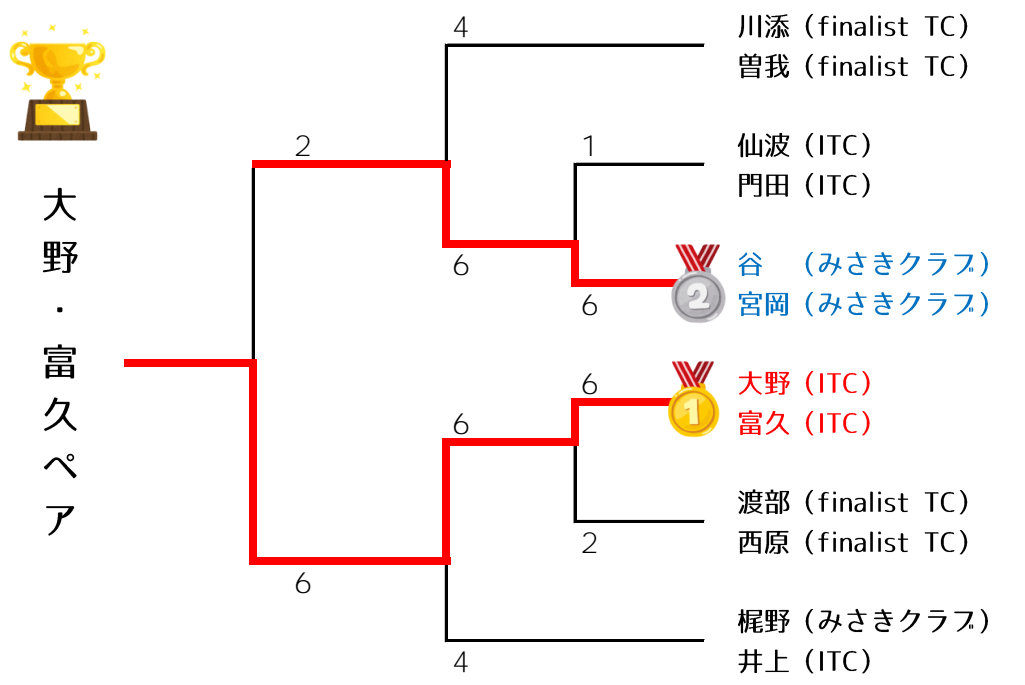 4
川添（finalist TC）
曽我（finalist TC）
2
1
仙波（ITC）
門田（ITC）
大野・富久ペア
6
6
2
谷　（みさきクラブ）
宮岡（みさきクラブ）
6
6
1
大野（ITC）
富久（ITC）
2
渡部（finalist TC）
西原（finalist TC）
6
4
梶野（みさきクラブ）
井上（ITC）